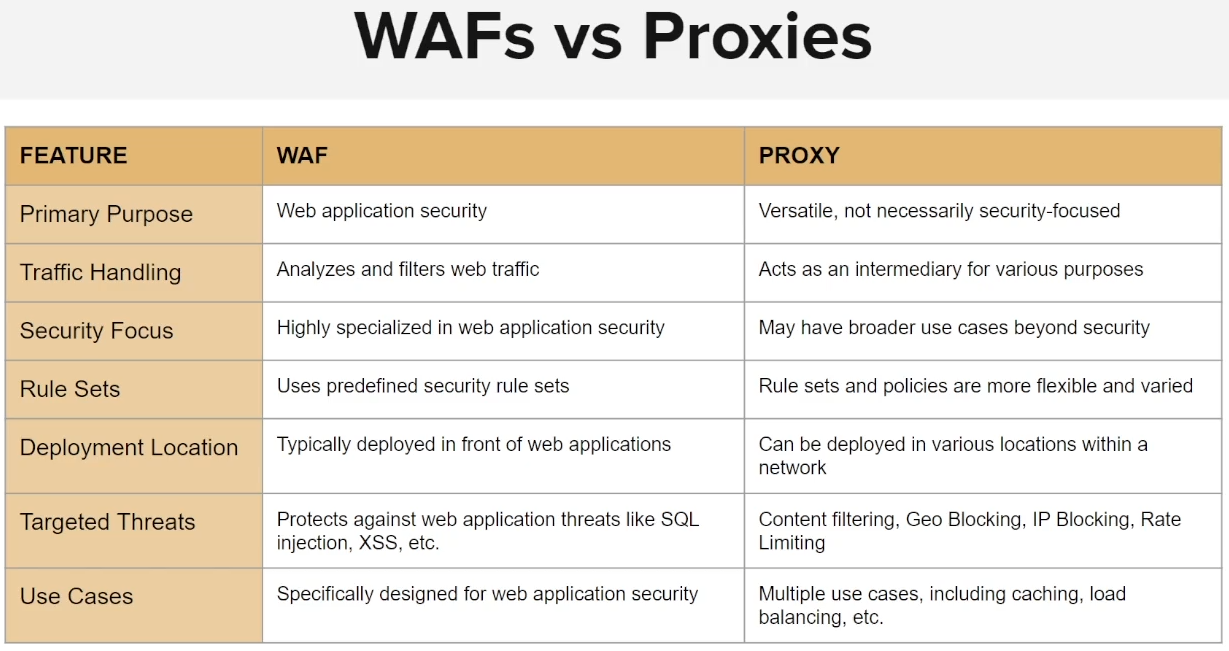 WAFs vs Proxies
FEATURE
WAF
PROXY
Primary Purpose
Web application security
Versatile, not necessarily security-focused
Traffic Handling
Analyzes and filters web traffic
Acts as an intermediary for various purposes
Security Focus
Highly specialized in web application security
May have broader use cases beyond security
Rule Sets
Uses predefined security rule sets
Rule sets and policies are more flexible and varied
Deployment Location
Typically deployed in front of web applications
Can be deployed in various locations within a
network
Targeted Threats
Protects against web application threats like SQL
injection, XSS, etc.
Content filtering, Geo Blocking, IP Blocking, Rate
Limiting
Use Cases
Specifically designed for web application security
Multiple use cases, including caching, load
balancing, etc.